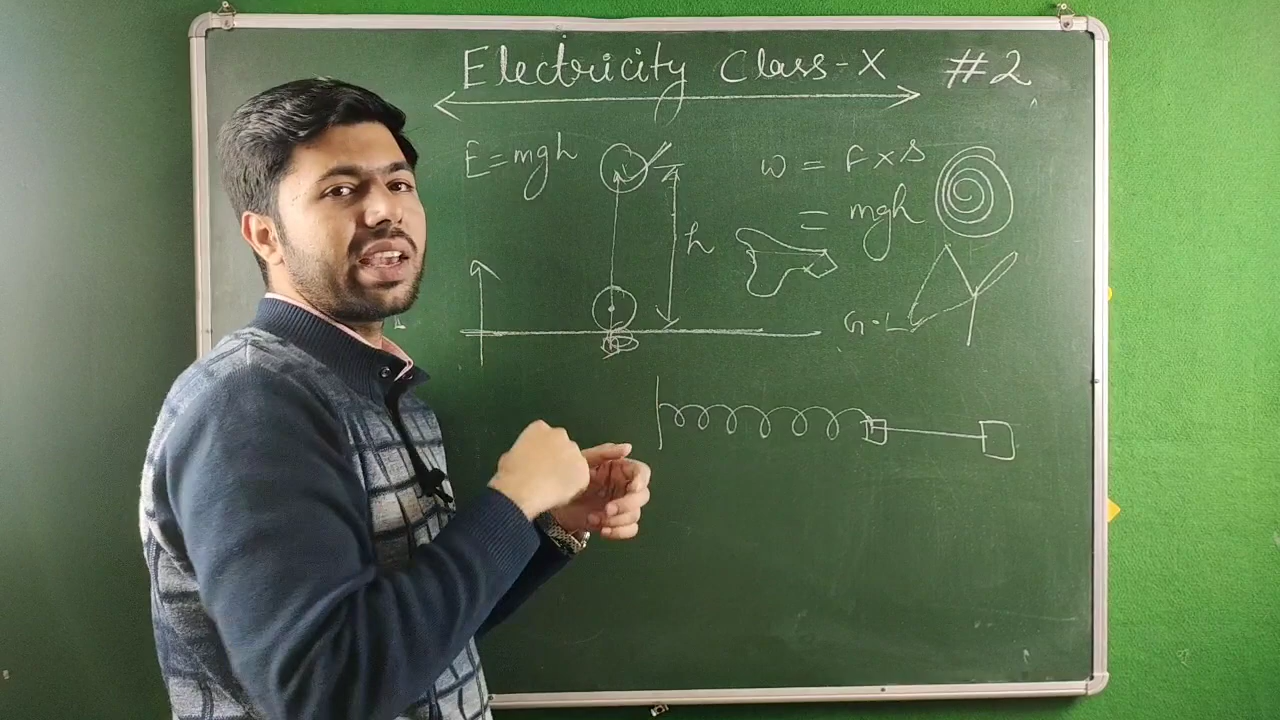 Electricity Class-X #2
E=mgh
w = F×s
= mgh
h
G.L